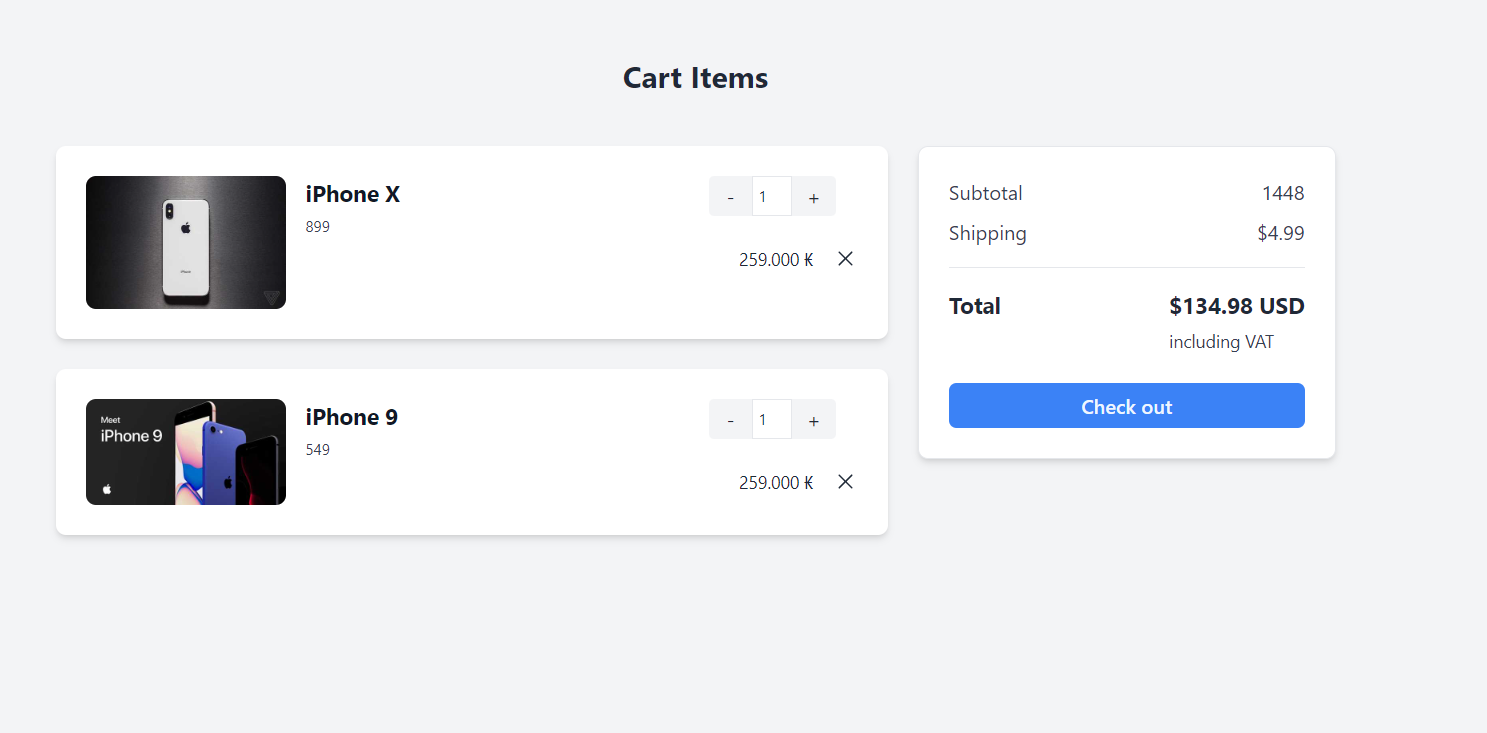 Cart Items
iPhone X
899
- 1 +
259.000 ₭
Meet
iPhone 9
iPhone 9
549
- 1 +
259.000 ₭
Subtotal 1448
Shipping $4.99
Total $134.98 USD
including VAT
Check out